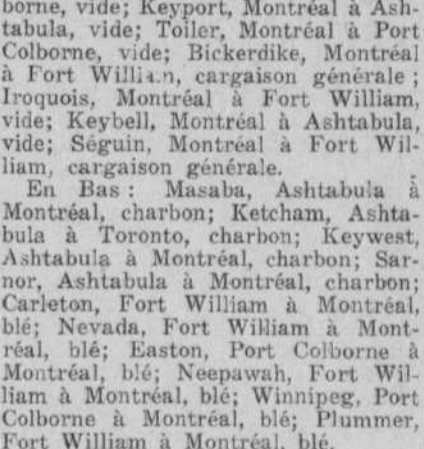 borne, vide; Keyport, Montréal à Ash-
tabula, vide; Toiler, Montréal à Port
Colborne, vide; Bickerdike, Montréal
à Fort William, cargaison générale;
Iroquois, Montréal à Fort William,
vide; Keybell, Montréal à Ashtabula,
vide; Séguin, Montréal à Fort Wil-
liam, cargaison générale.
En Bas: Masaba, Ashtabula à
Montréal, charbon; Ketcham, Ashta-
bula à Toronto, charbon; Keywest,
Ashtabula à Montréal, charbon; Sar-
nor, Ashtabula à Montréal, charbon;
Carleton, Fort William à Montréal,
blé; Nevada, Fort William à Mont-
réal, blé; Easton, Port Colborne à
Montréal, blé; Neepawah, Fort Wil-
liam à Montréal, blé; Winnipeg, Port
Colborne à Montréal, blé; Plummer,
Fort William à Montréal, blé.